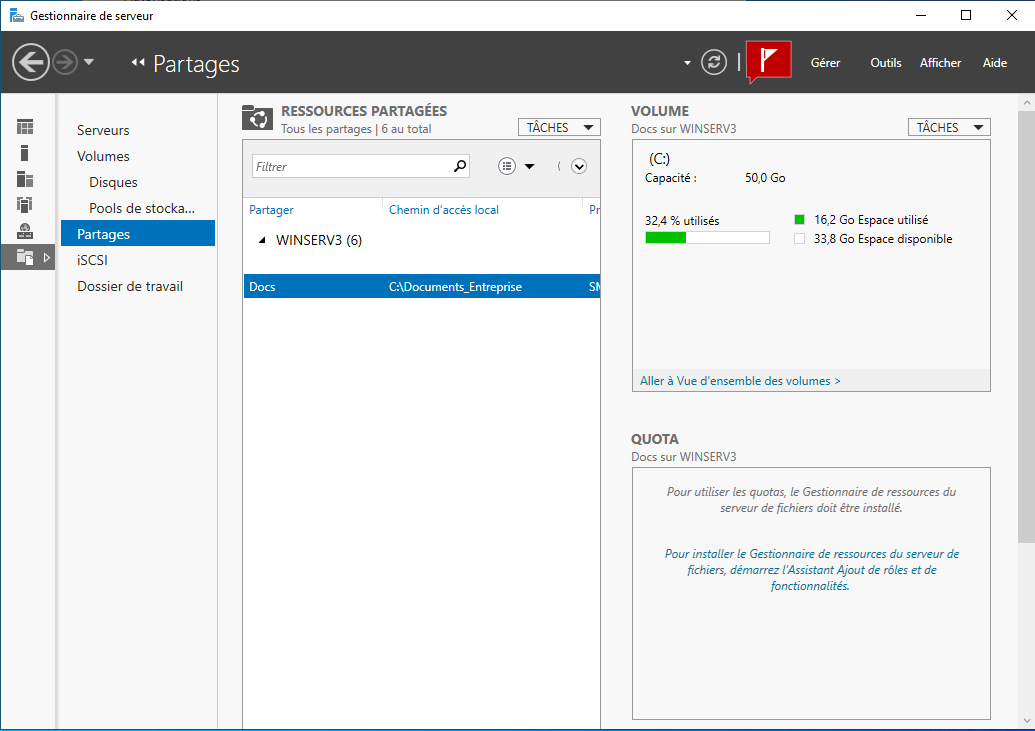 Gestionnaire de serveur
Partages
Gérer
Outils
Afficher
Aide
Serveurs
Volumes
Disques
Pools de stocka...
Partages
iSCSI
Dossier de travail
RESSOURCES PARTAGÉES
Tous les partages | 6 au total
TÂCHES
Filtrer
Partager
Chemin d'accès local
Pr
WINSERV3 (6)
Docs
C:\Documents_Entreprise
SM
VOLUME
Docs sur WINSERV3
TÂCHES
(C:)
Capacité :
50,0 Go
32,4 % utilisés
16,2 Go Espace utilisé
33,8 Go Espace disponible
Aller à Vue d'ensemble des volumes >
QUOTA
Docs sur WINSERV3
Pour utiliser les quotas, le Gestionnaire de ressources du
serveur de fichiers doit être installé.
Pour installer le Gestionnaire de ressources du serveur de
fichiers, démarrez l'Assistant Ajout de rôles et de
fonctionnalités.